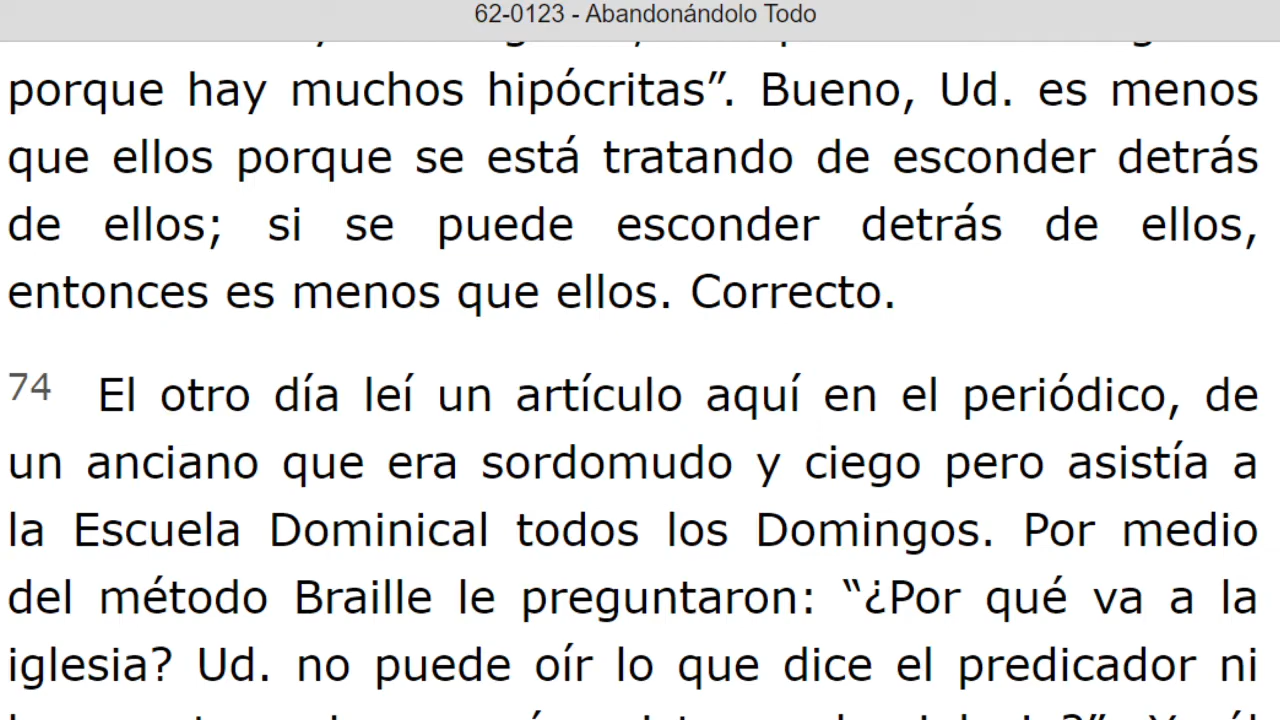 62-0123 - Abandonándolo Todo
porque hay muchos hipócritas”. Bueno, Ud. es menos
que ellos porque se está tratando de esconder detrás
de ellos; si se puede esconder detrás de ellos,
entonces es menos que ellos. Correcto.
74 El otro día leí un artículo aquí en el periódico, de
un anciano que era sordomudo y ciego pero asistía a
la Escuela Dominical todos los Domingos. Por medio
del método Braille le preguntaron: “¿Por qué va a la
iglesia? Ud. no puede oír lo que dice el predicador ni